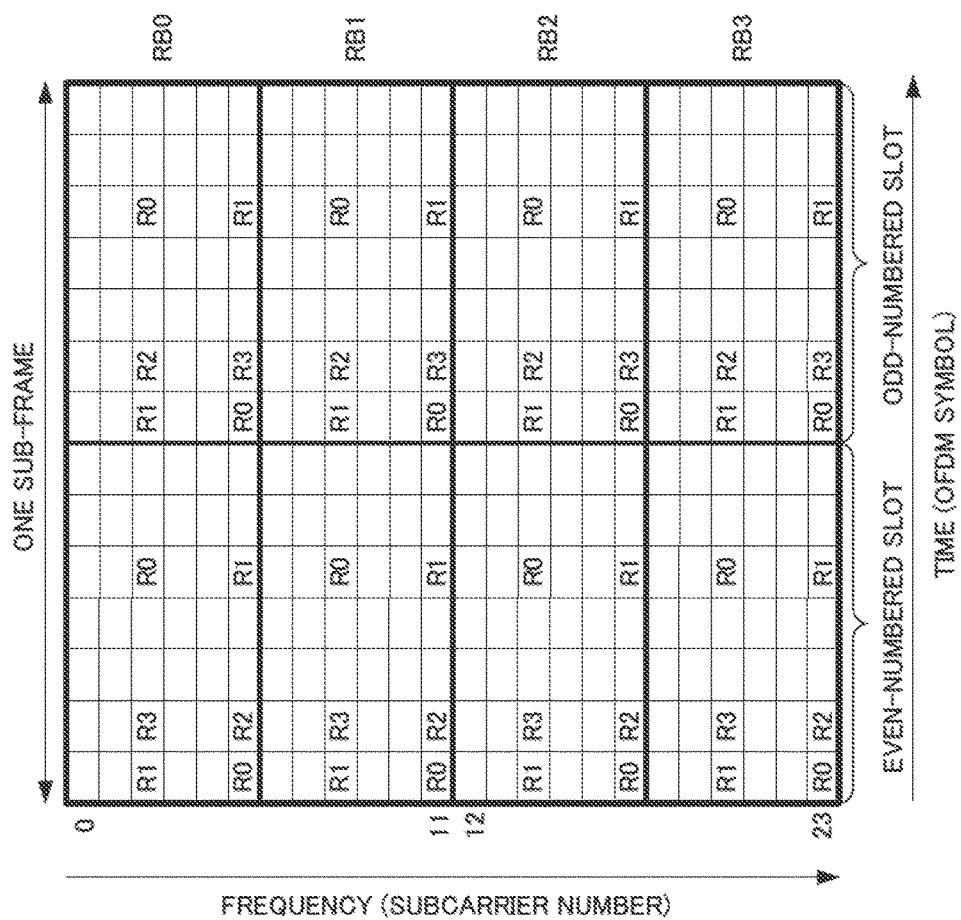 ONE SUB-FRAME
0
R1 R3 R0 R1 R2 R0
RB0
R0 R2 R1 R0 R3 R1
R1 R3 R0 R1 R2 R0
RB1
11
R0 R2 R1 R0 R3 R1
12
R1 R3 R0 R1 R2 R0
RB2
R0 R2 R1 R0 R3 R1
R1 R3 R0 R1 R2 R0
RB3
23
R0 R2 R1 R0 R3 R1
EVEN-NUMBERED SLOT
ODD-NUMBERED SLOT
TIME (OFDM SYMBOL)
FREQUENCY (SUBCARRIER NUMBER)